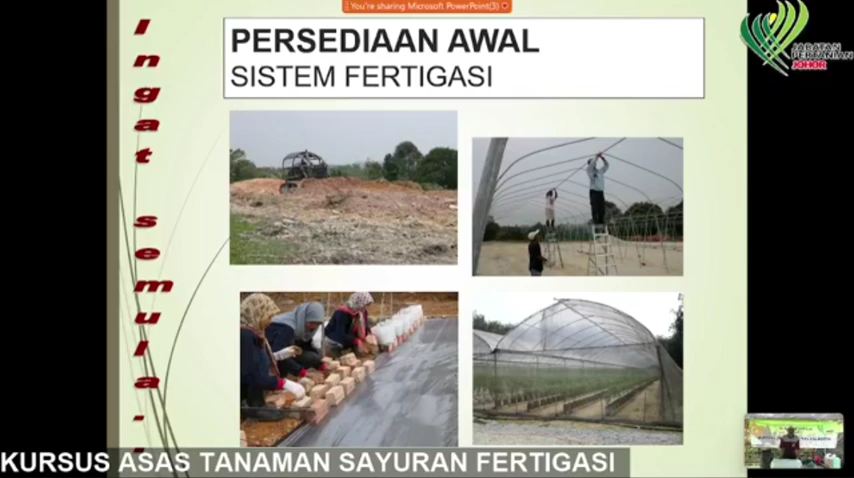 You're sharing Microsoft PowerPoint(3)
Ingat semula.
PERSEDIAAN AWAL
SISTEM FERTIGASI
JABATAN
PERTANIAN
JOHOR
KURSUS ASAS TANAMAN SAYURAN FERTIGASI